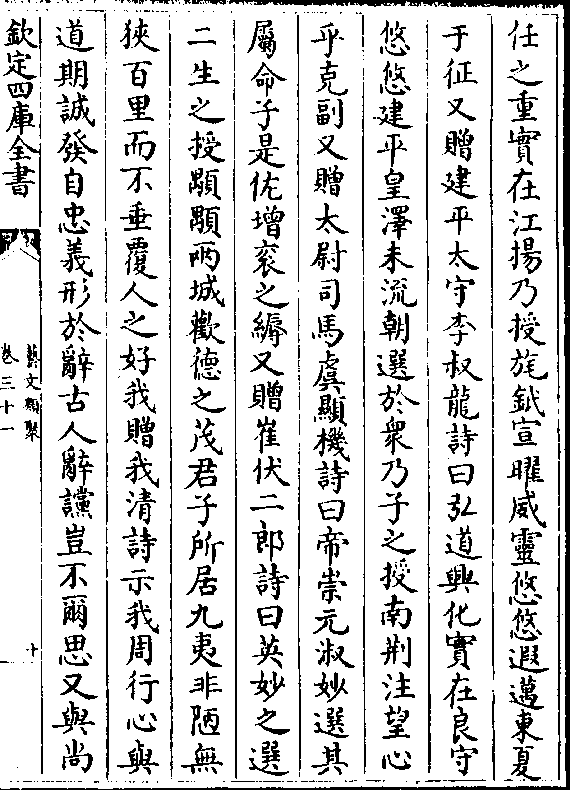 任之重實在江揚乃授旄鉞宣曜威靈悠悠遐邁東夏
于征又贈建平太守李叔龍詩曰弘道興化實在良守
悠悠建平皇澤未流朝選於衆乃子之授南荆注望心
乎克副又贈太尉司馬虞顯機詩曰帝崇元淑妙選其
屬命子是佐增衮之縟又贈崔伏二郎詩曰英妙之選
二生之授顒顒兩城歡德之茂君子所居九夷非陋無
狹百里而不垂覆人之好我贈我清詩示我周行心與
道期誠發自忠義形於辭古人辭讜豈不爾思又與尚
欽定四庫全書
藝文類聚
卷三十一
十